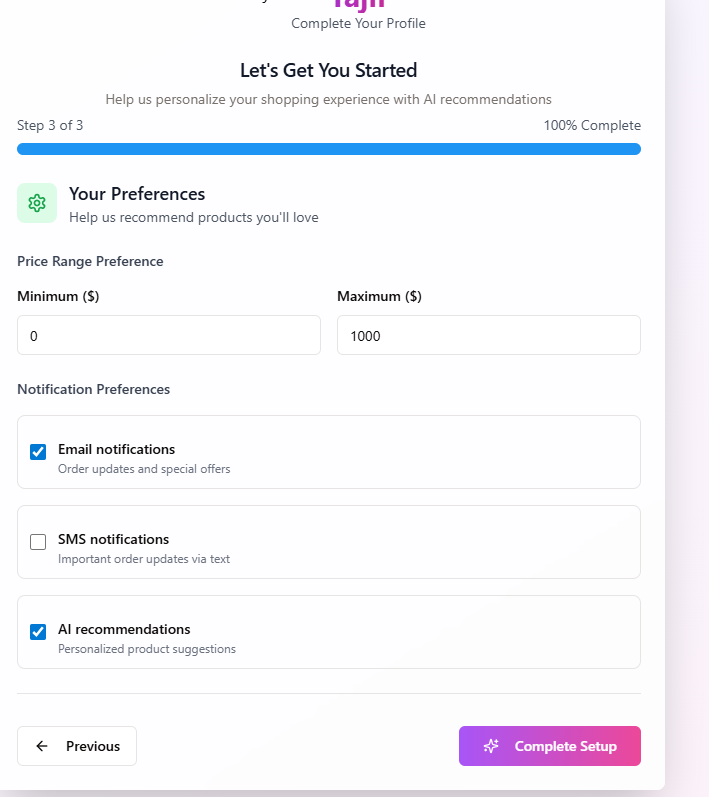 Complete Your Profile
Let's Get You Started
Help us personalize your shopping experience with AI recommendations
Step 3 of 3
100% Complete
Your Preferences
Help us recommend products you'll love
Price Range Preference
Minimum ($)
Maximum ($)
0
1000
Notification Preferences
Email notifications
Order updates and special offers
SMS notifications
Important order updates via text
AI recommendations
Personalized product suggestions
Previous
Complete Setup